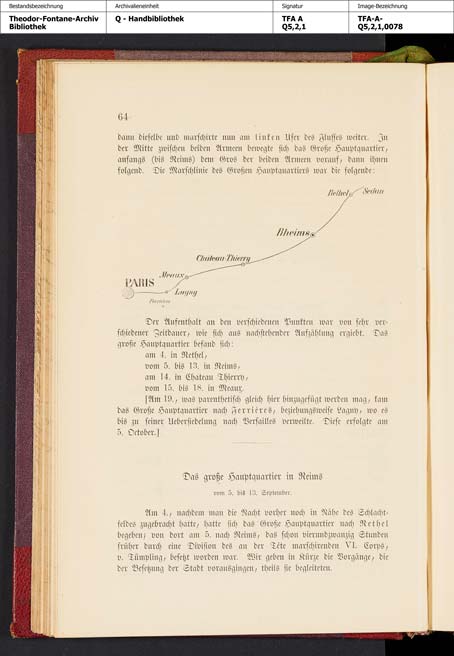 Bestandsbezeichnung
Theodor-Fontane-Archiv
Bibliothek
Archivalieneinheit
Q - Handbibliothek
Signatur
TFA A
Q5,2,1
Image-Bezeichnung
TFA-A-
Q5,2,1,0078
64
dann dieselbe und marschirte nun am linken Ufer des Flusses weiter. In
der Mitte zwischen beiden Armeen bewegte sich das Große Hauptquartier,
anfangs (bis Reims) dem Gros der beiden Armeen vorauf, dann ihnen
folgend. Die Marschlinie des Großen Hauptquartiers war die folgende:
Rethel
Sedan
Rheims
Chateau Thierry
Meaux
PARIS
Lagny
Ferrières
Der Aufenthalt an den verschiedenen Punkten war von sehr ver-
schiedener Zeitdauer, wie sich aus nachstehender Aufzählung ergiebt. Das
große Hauptquartier befand sich:
am 4. in Rethel,
vom 5. bis 13. in Reims,
am 14. in Chateau Thierry,
vom 15. bis 18. in Meaux.
[Am 19., was parenthetisch gleich hier hinzugefügt werden mag, kam
das Große Hauptquartier nach Ferrières, beziehungsweise Lagny, wo es
bis zu seiner Uebersiedelung nach Versailles verweilte. Diese erfolgte am
5. October.]
Das große Hauptquartier in Reims
vom 5. bis 13. September.
Am 4., nachdem man die Nacht vorher noch in Nähe des Schlacht-
feldes zugebracht hatte, hatte sich das Große Hauptquartier nach Rethel
begeben; von dort am 5. nach Reims, das schon vierundzwanzig Stunden
früher durch eine Division des an der Tête marschirenden VI. Corps,
v. Tümpling, besetzt worden war. Wir geben in Kürze die Vorgänge, die
der Besetzung der Stadt vorausgingen, theils sie begleiteten.